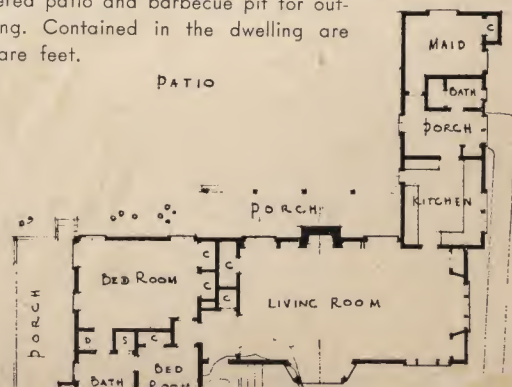 ered patio and barbecue pit for out-
ing. Contained in the dwelling are
are feet.
PATIO
MAID
C
BATH
PORCH
KITCHEN
PORCH
BED ROOM
C
C
C
C
C
LIVING ROOM
PORCH
D
S
C
BATH
BED
ROOM